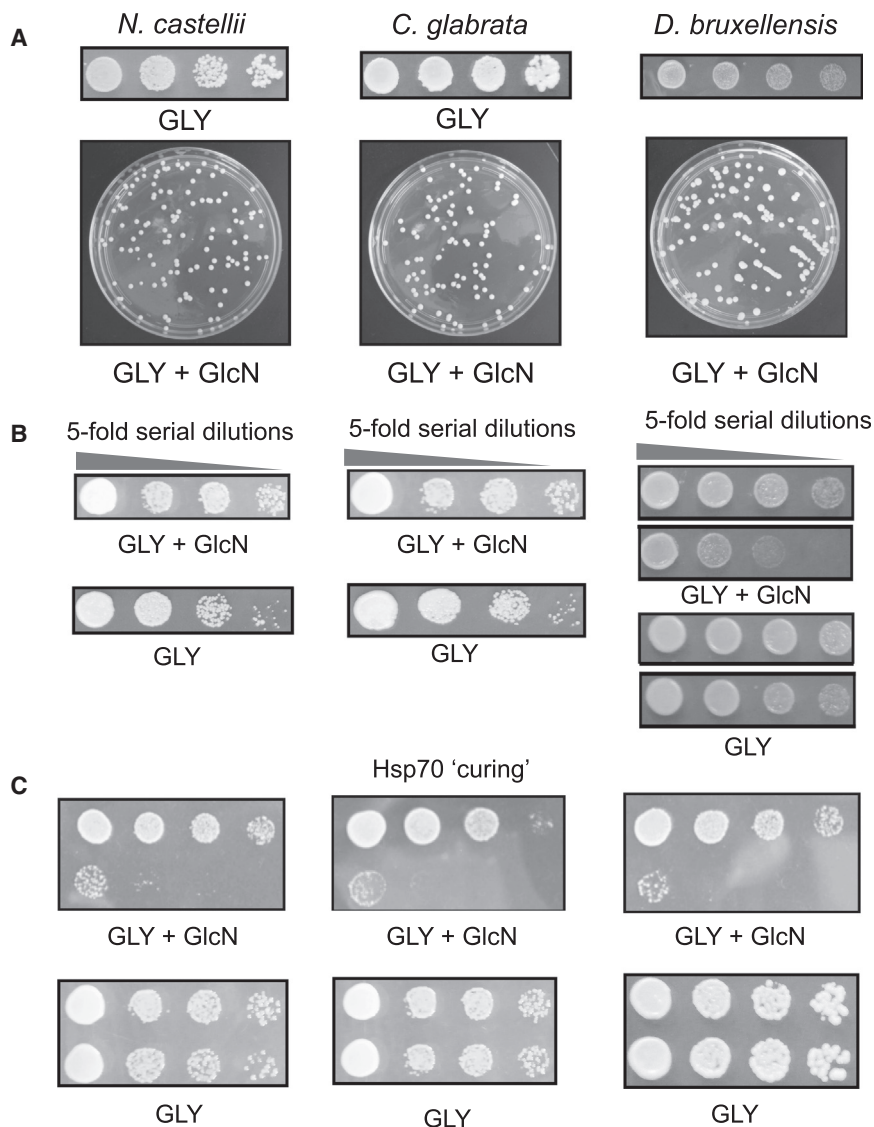 A
N. castellii
C. glabrata
D. bruxellensis
GLY
GLY
GLY + GlcN
GLY + GlcN
GLY + GlcN
B
5-fold serial dilutions
5-fold serial dilutions
5-fold serial dilutions
GLY + GlcN
GLY + GlcN
GLY + GlcN
GLY
GLY
GLY
C
Hsp70 ‘curing’
GLY + GlcN
GLY + GlcN
GLY + GlcN
GLY
GLY
GLY